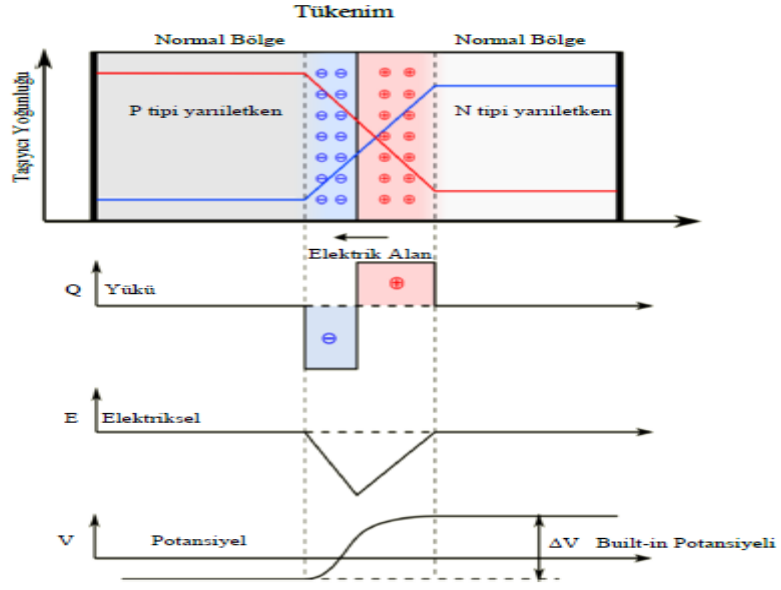 Tükenim
Normal Bölge
Normal Bölge
Taşıyıcı Yoğunluğu
P tipi yarıiletken
N tipi yarıiletken
Elektrik Alan
Q Yükü
E Elektriksel
V Potansiyel
ΔV Built-in Potansiyeli